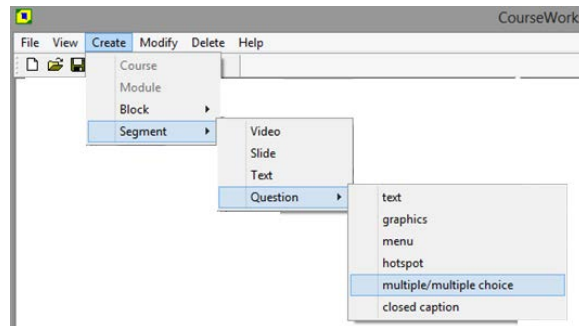 CourseWork
File View Create Modify Delete Help
Course
Module
Block
Segment
Video
Slide
Text
Question
text
graphics
menu
hotspot
multiple/multiple choice
closed caption